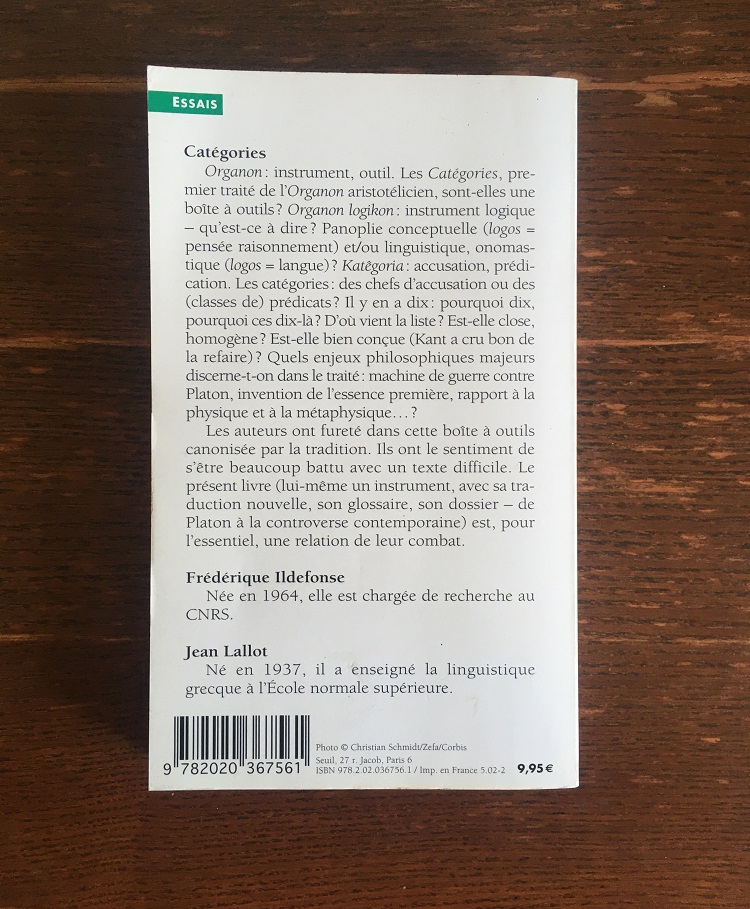 ESSAIS
Catégories
Organon : instrument, outil. Les Catégories, pre-
mier traité de l'Organon aristotélicien, sont-elles une
boîte à outils ? Organon logikon : instrument logique
– qu'est-ce à dire ? Panoplie conceptuelle (logos =
pensée raisonnement) et/ou linguistique, onomas-
tique (logos = langue) ? Katêgoria : accusation, prédi-
cation. Les catégories : des chefs d'accusation ou des
(classes de) prédicats ? Il y en a dix : pourquoi dix,
pourquoi ces dix-là ? D'où vient la liste ? Est-elle close,
homogène ? Est-elle bien conçue (Kant a cru bon de
la refaire) ? Quels enjeux philosophiques majeurs
discerne-t-on dans le traité : machine de guerre contre
Platon, invention de l'essence première, rapport à la
physique et à la métaphysique… ?
Les auteurs ont fureté dans cette boîte à outils
canonisée par la tradition. Ils ont le sentiment de
s'être beaucoup battu avec un texte difficile. Le
présent livre (lui-même un instrument, avec sa tra-
duction nouvelle, son glossaire, son dossier – de
Platon à la controverse contemporaine) est, pour
l'essentiel, une relation de leur combat.
Frédérique Ildefonse
Née en 1964, elle est chargée de recherche au
CNRS.
Jean Lallot
Né en 1937, il a enseigné la linguistique
grecque à l'École normale supérieure.
Photo © Christian Schmidt/Zefa/Corbis
Seuil, 27 r. Jacob, Paris 6
ISBN 978.2.02.036756.1 / Imp. en France 5.02-2 9,95 €
9 782020 367561